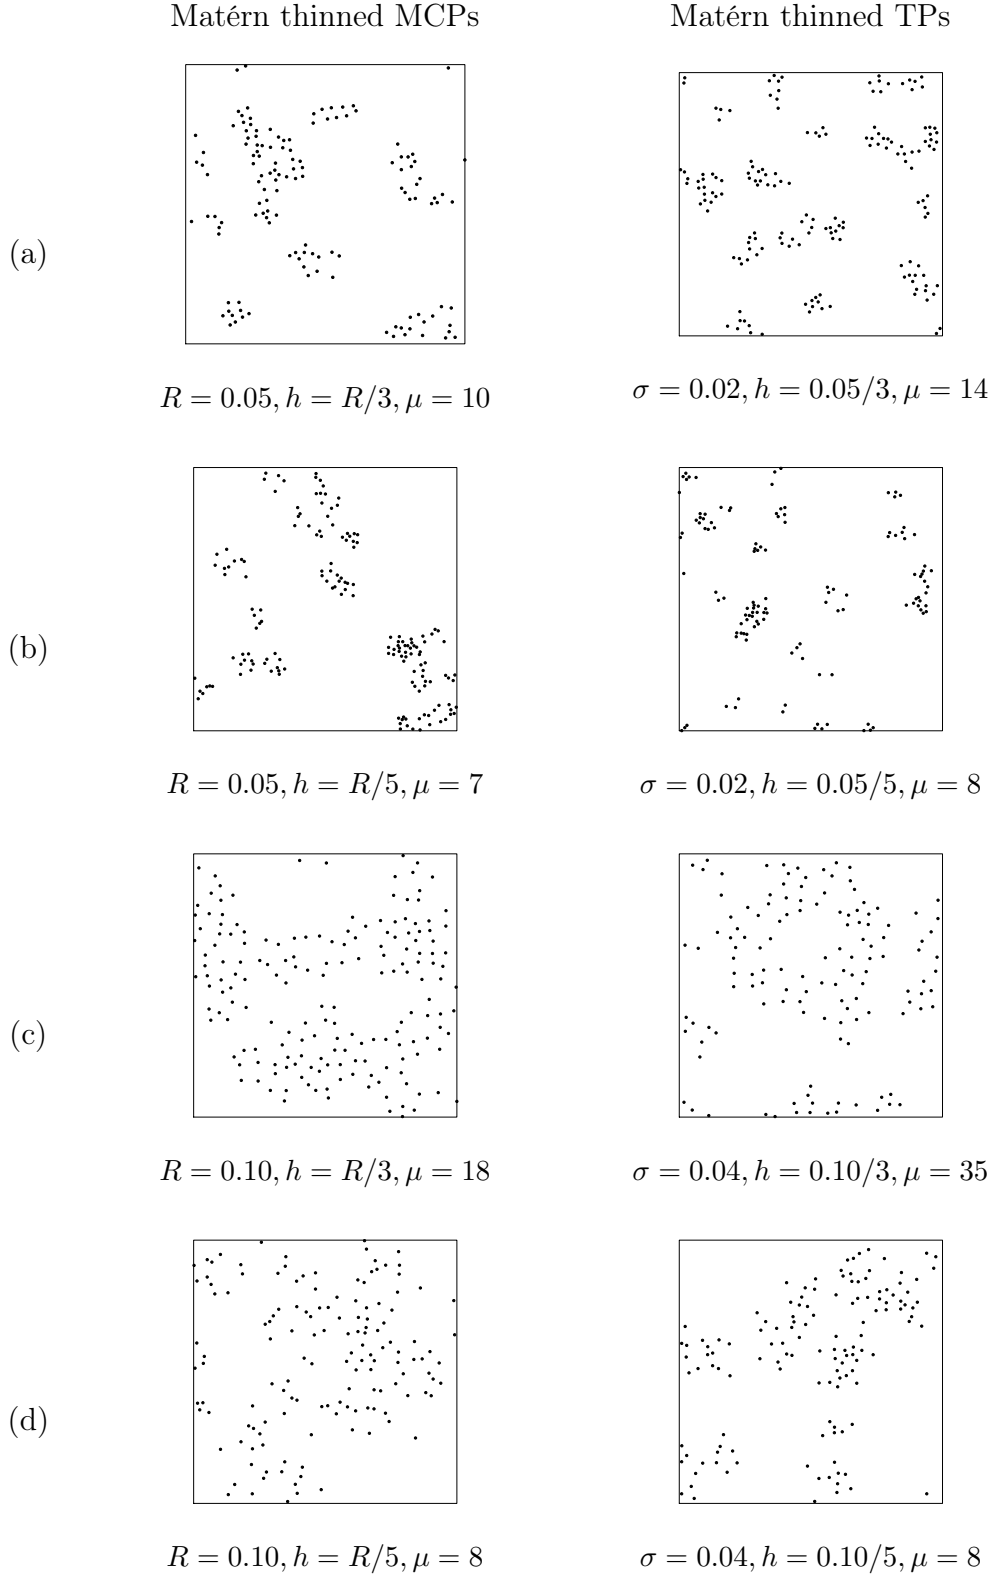 Matérn thinned MCPs Matérn thinned TPs
(a)
R = 0.05, h = R/3, μ = 10 σ = 0.02, h = 0.05/3, μ = 14
(b)
R = 0.05, h = R/5, μ = 7 σ = 0.02, h = 0.05/5, μ = 8
(c)
R = 0.10, h = R/3, μ = 18 σ = 0.04, h = 0.10/3, μ = 35
(d)
R = 0.10, h = R/5, μ = 8 σ = 0.04, h = 0.10/5, μ = 8